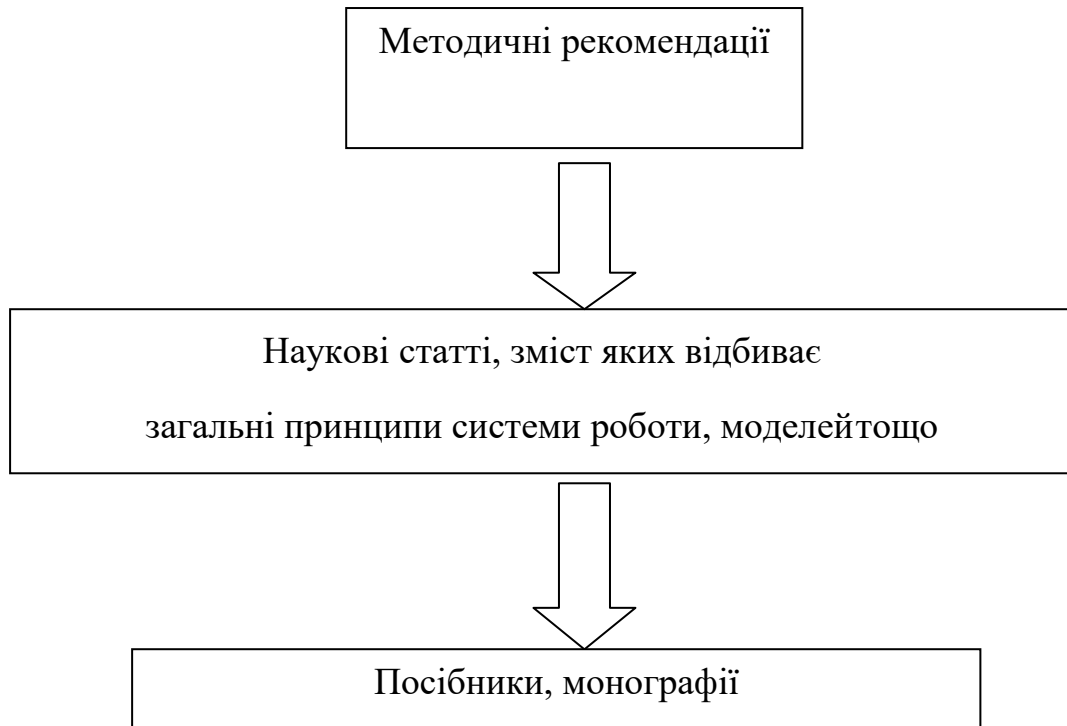 Методичні рекомендації
Наукові статті, зміст яких відбиває
загальні принципи системи роботи, моделейтощо
Посібники, монографії